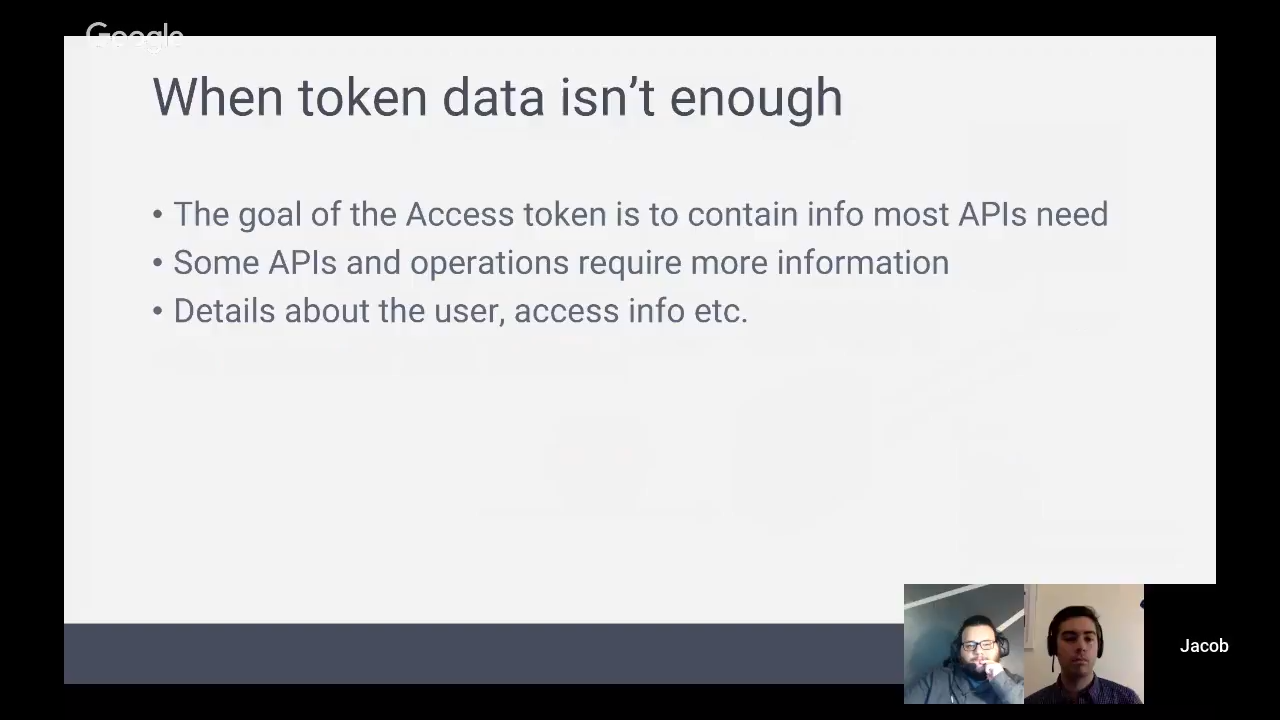 Google
When token data isn’t enough
• The goal of the Access token is to contain info most APIs need
• Some APIs and operations require more information
• Details about the user, access info etc.
Jacob